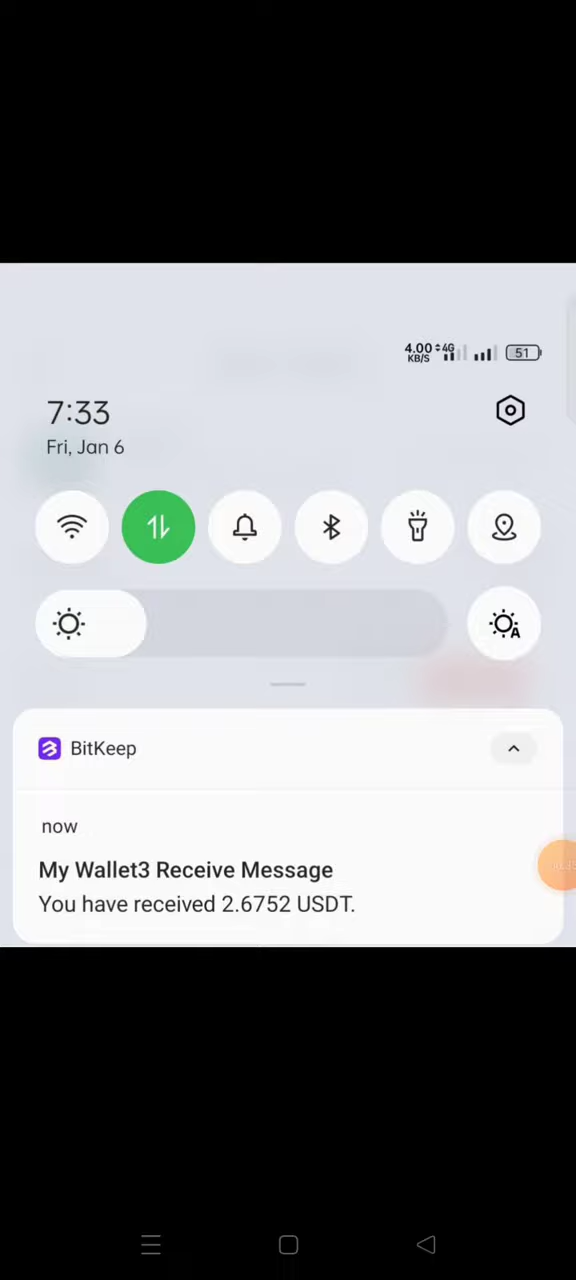 4.00 4G 51
KB/S
7:33
Fri, Jan 6
A
BitKeep
now
My Wallet3 Receive Message
You have received 2.6752 USDT.